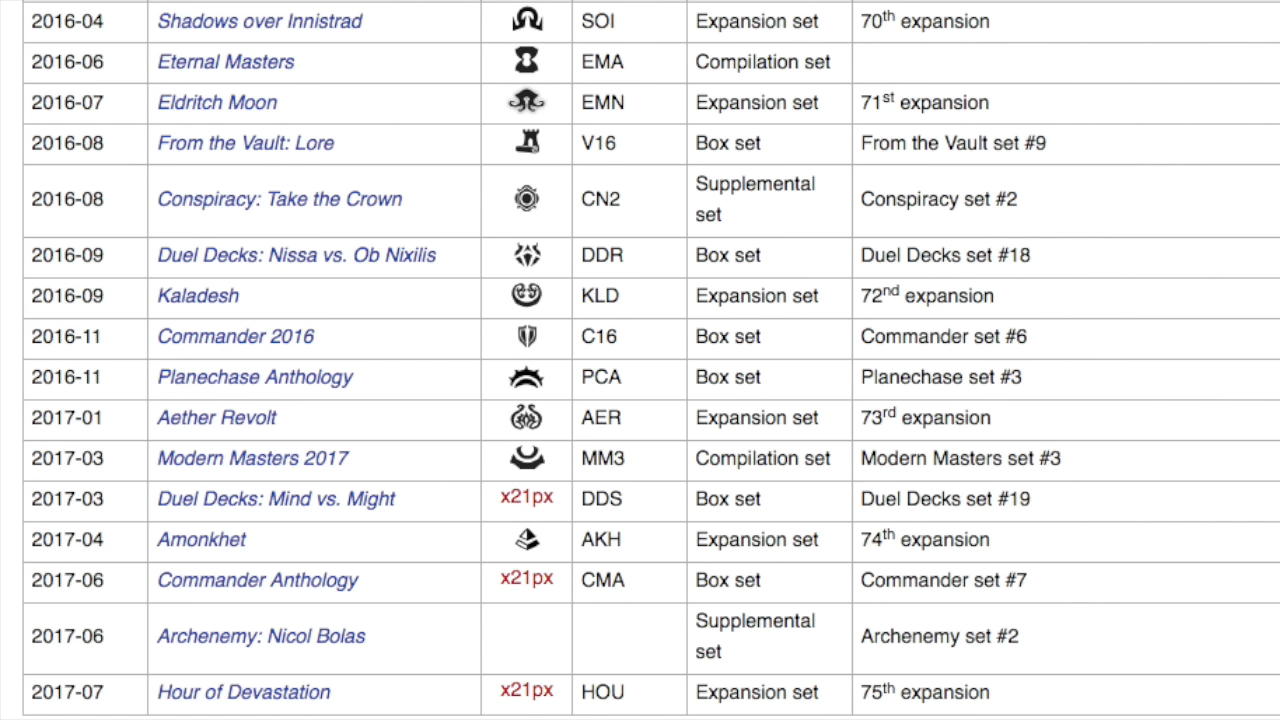 2016-04 Shadows over Innistrad SOI Expansion set 70th expansion
2016-06 Eternal Masters EMA Compilation set
2016-07 Eldritch Moon EMN Expansion set 71st expansion
2016-08 From the Vault: Lore V16 Box set From the Vault set #9
2016-08 Conspiracy: Take the Crown CN2 Supplemental set Conspiracy set #2
2016-09 Duel Decks: Nissa vs. Ob Nixilis DDR Box set Duel Decks set #18
2016-09 Kaladesh KLD Expansion set 72nd expansion
2016-11 Commander 2016 C16 Box set Commander set #6
2016-11 Planechase Anthology PCA Box set Planechase set #3
2017-01 Aether Revolt AER Expansion set 73rd expansion
2017-03 Modern Masters 2017 MM3 Compilation set Modern Masters set #3
2017-03 Duel Decks: Mind vs. Might x21px DDS Box set Duel Decks set #19
2017-04 Amonkhet AKH Expansion set 74th expansion
2017-06 Commander Anthology x21px CMA Box set Commander set #7
2017-06 Archenemy: Nicol Bolas Supplemental set Archenemy set #2
2017-07 Hour of Devastation x21px HOU Expansion set 75th expansion